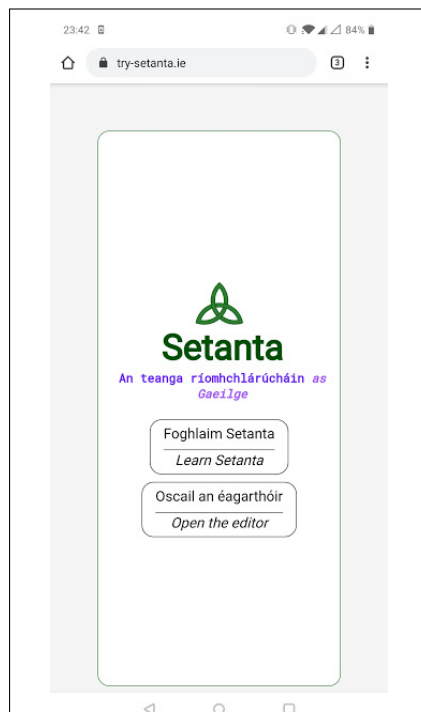 23:42 84%
try-setanta.ie 3
Setanta
An teanga ríomhchlárúcháin as
Gaeilge
Foghlaim Setanta
Learn Setanta
Oscail an éagarthóir
Open the editor